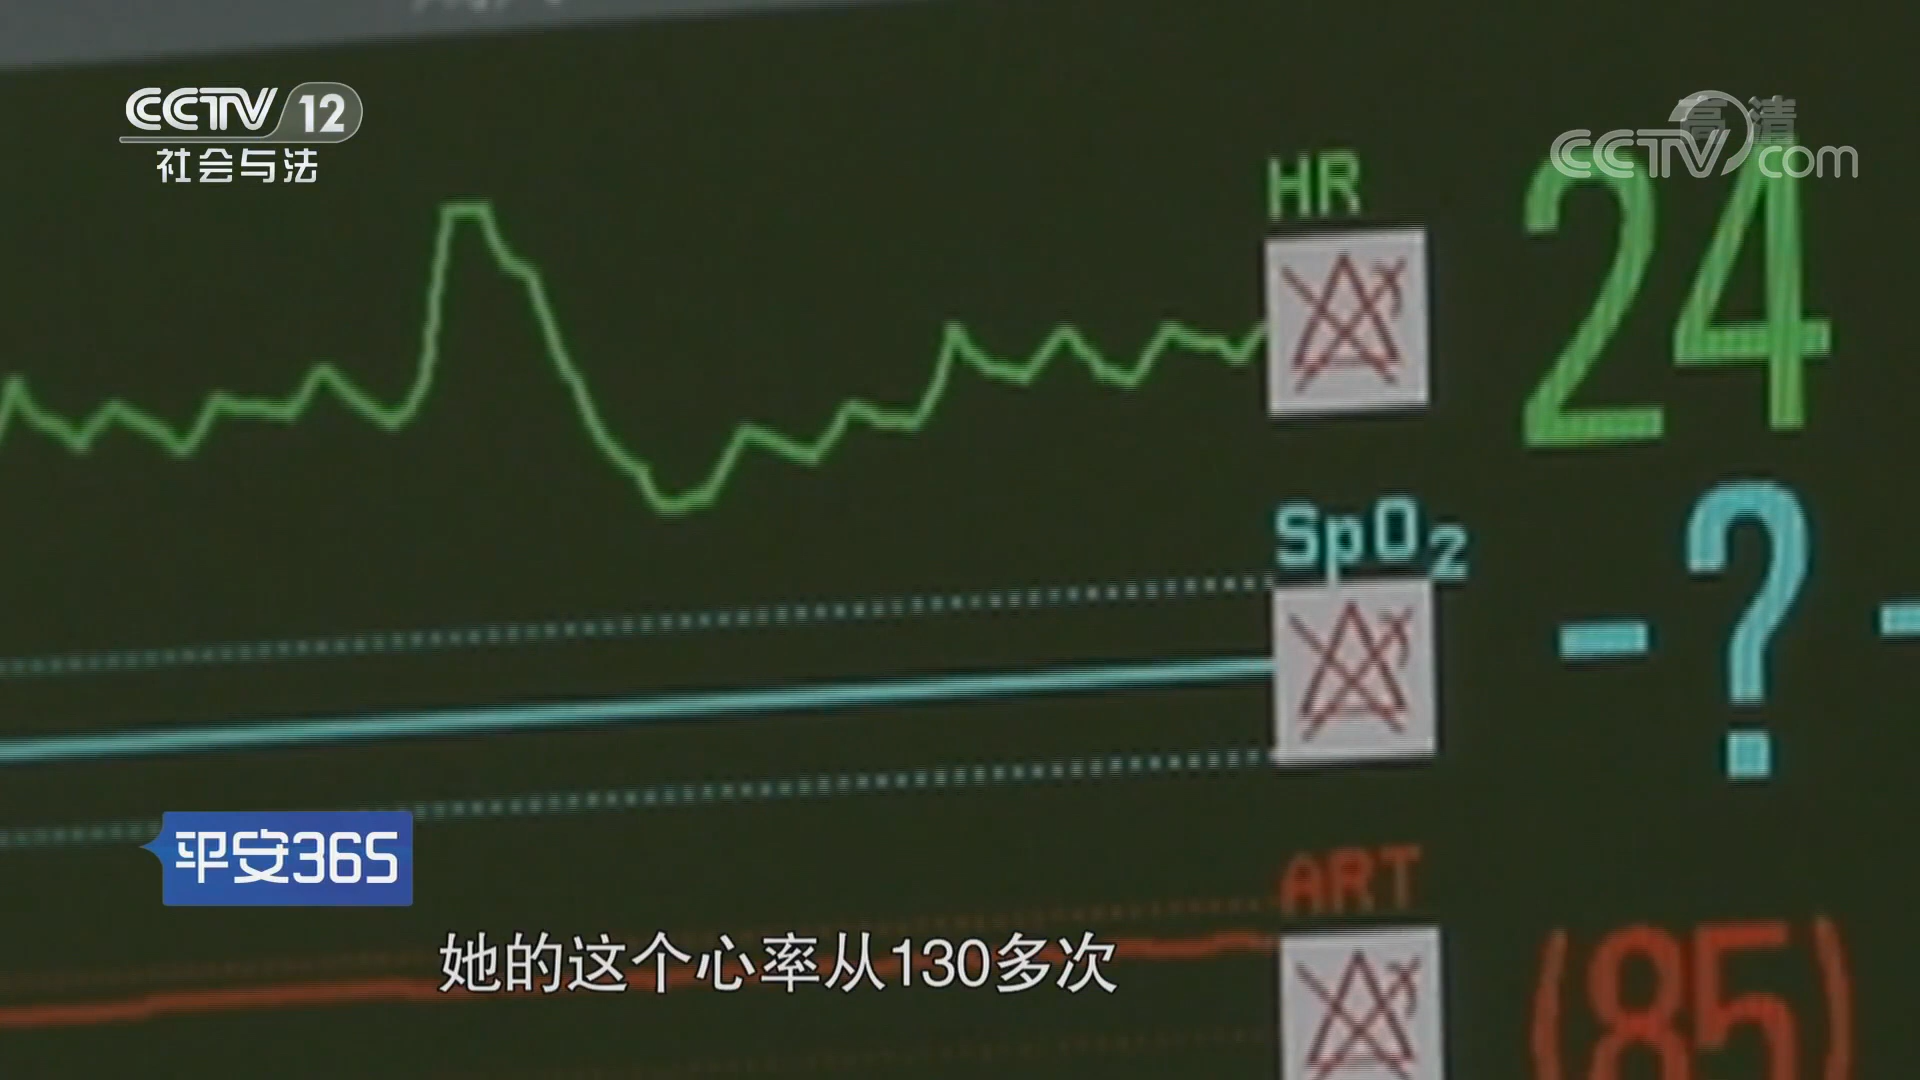 CCTV 12
社会与法
高清
CCTV.com
HR
24
SpO₂
-?-
平安365
ART
(85)
她的这个心率从130多次